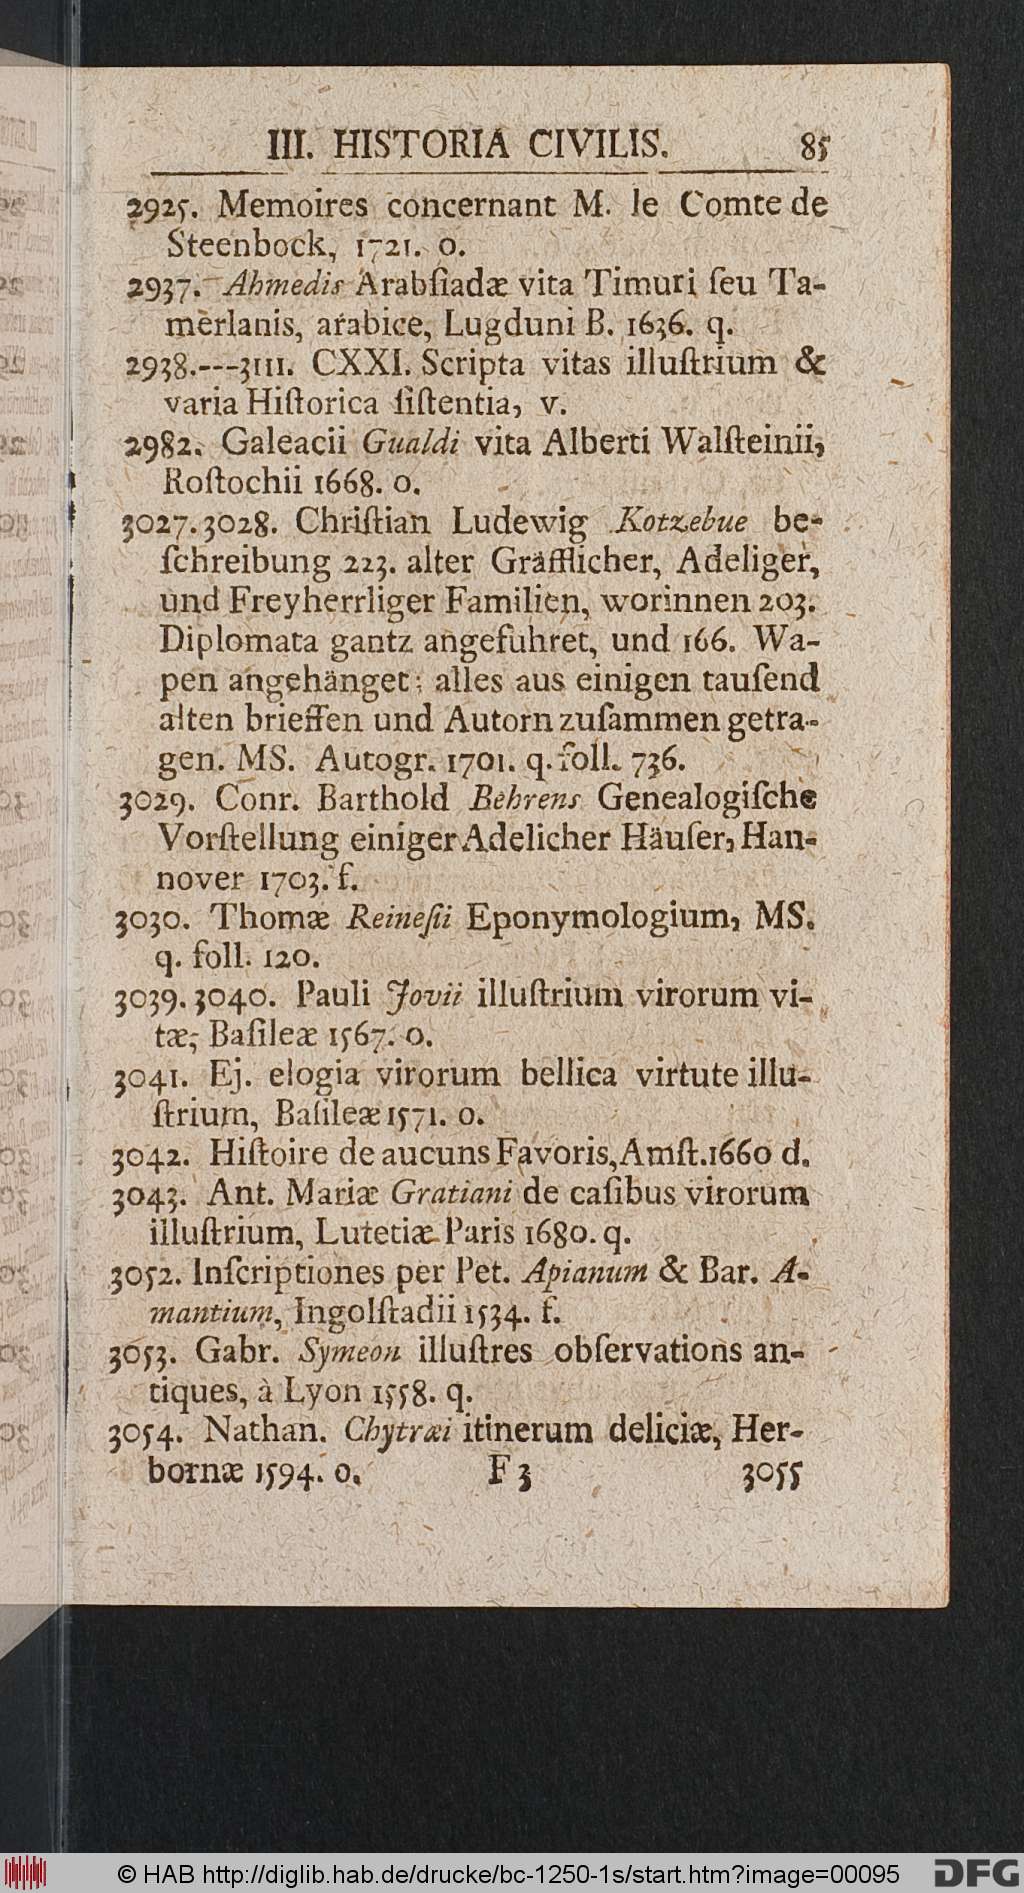 III. HISTORIA CIVILIS. 85
2925. Memoires concernant M. le Comte de
Steenbock, 1721. o.
2937. Ahmedis Arabſiadæ vita Timuri ſeu Ta-
merlanis, arabice, Lugduni B. 1636. q.
2938.---3111. CXXI. Scripta vitas illuſtrium &
varia Hiſtorica ſiſtentia, v.
2982. Galeacii Gualdi vita Alberti Walſteinii,
Roſtochii 1668. o.
3027. 3028. Chriſtian Ludewig Kotzebue be-
ſchreibung 223. alter Gräfflicher, Adeliger,
und Freyherrliger Familien, worinnen 203.
Diplomata gantz angefuhret, und 166. Wa-
pen angehänget; alles aus einigen tauſend
alten brieffen und Autorn zuſammen getra-
gen. MS. Autogr. 1701. q. foll. 736.
3029. Conr. Barthold Behrens Genealogiſche
Vorſtellung einiger Adelicher Häuſer, Han-
nover 1703. f.
3030. Thomæ Reineſii Eponymologium, MS.
q. foll. 120.
3039. 3040. Pauli Jovii illuſtrium virorum vi-
tæ, Baſileæ 1567. o.
3041. Ej. elogia virorum bellica virtute illu-
ſtrium, Baſileæ 1571. o.
3042. Hiſtoire de aucuns Favoris, Amſt. 1660 d.
3043. Ant. Mariæ Gratiani de caſibus virorum
illuſtrium, Lutetiæ Paris 1680. q.
3052. Inſcriptiones per Pet. Apianum & Bar. A-
mantium, Ingolſtadii 1534. f.
3053. Gabr. Symeon illuſtres obſervations an-
tiques, à Lyon 1558. q.
3054. Nathan. Chytræi itinerum deliciæ, Her-
bornæ 1594. o. F 3 3055
© HAB http://diglib.hab.de/drucke/bc-1250-1s/start.htm?image=00095 DFG